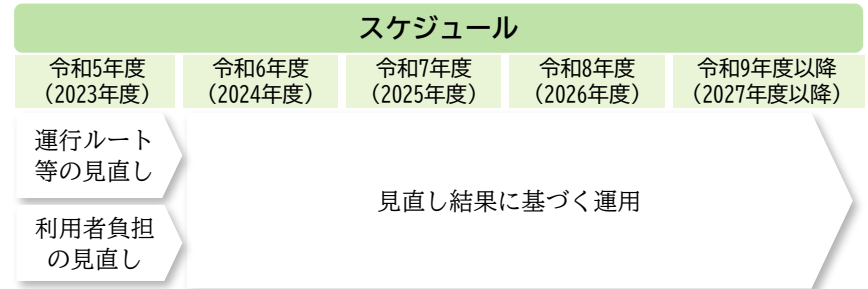 スケジュール
令和5年度
（2023年度）
令和6年度
（2024年度）
令和7年度
（2025年度）
令和8年度
（2026年度）
令和9年度以降
（2027年度以降）
運行ルート
等の見直し
見直し結果に基づく運用
利用者負担
の見直し